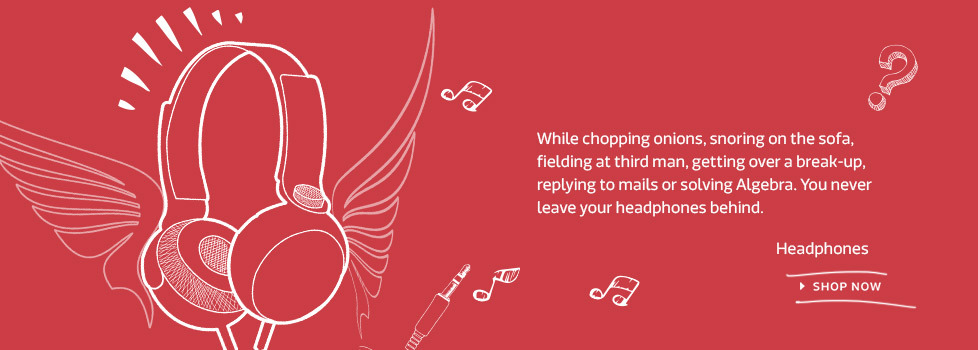 ?
While chopping onions, snoring on the sofa,
fielding at third man, getting over a break-up,
replying to mails or solving Algebra. You never
leave your headphones behind.
Headphones
SHOP NOW